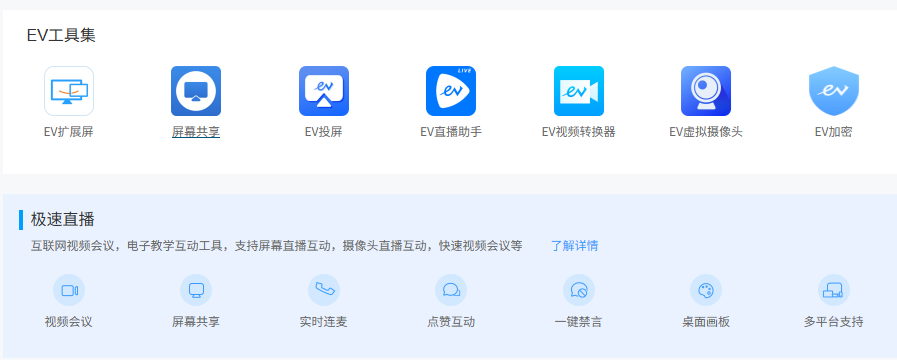 EV工具集
LIVE
ev ev ev ev ev
EV扩展屏 屏幕共享 EV投屏 EV直播助手 EV视频转换器 EV虚拟摄像头 EV加密
极速直播
互联网视频会议，电子教学互动工具，支持屏幕直播互动，摄像头直播互动，快速视频会议等 了解详情
视频会议 屏幕共享 实时连麦 点赞互动 一键禁言 桌面画板 多平台支持